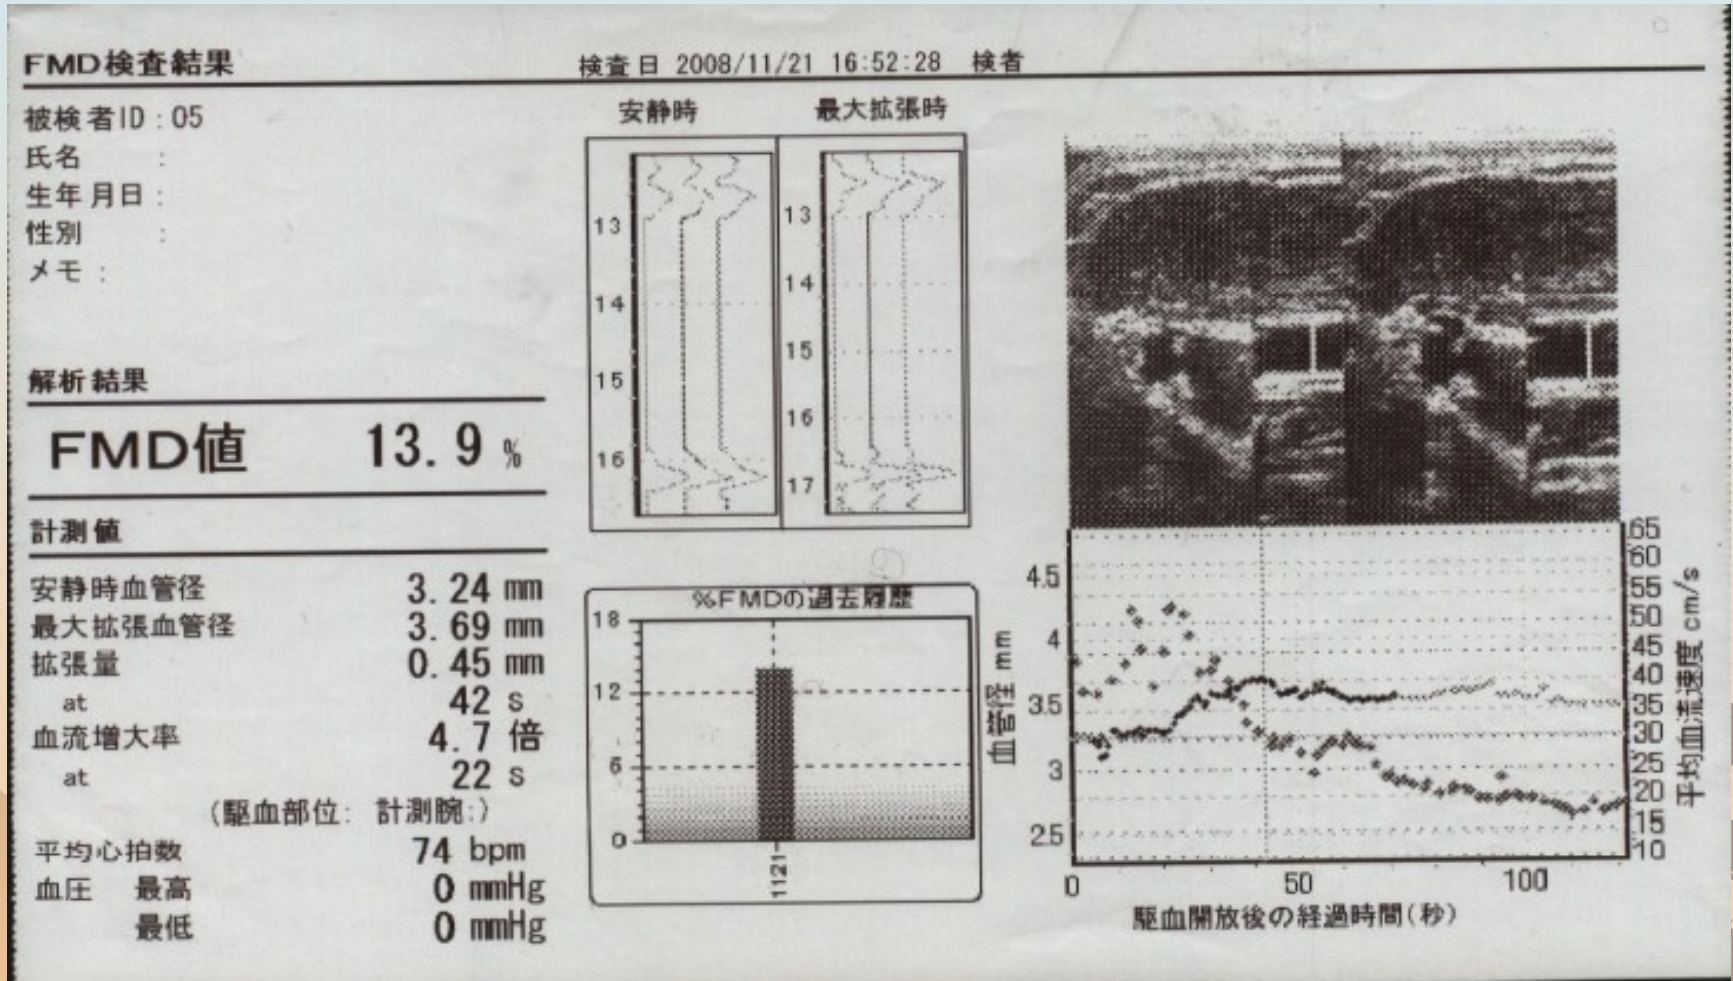 FMD検査結果
検査日 2008/11/21 16:52:28 検者
被検者ID : 05
氏名 :
生年月日 :
性別 :
メモ :
解析結果
FMD値 13.9 %
計測値
安静時血管径 3.24 mm
最大拡張血管径 3.69 mm
拡張量 0.45 mm
at 42 s
血流増大率 4.7 倍
at 22 s
(駆血部位: 計測腕:)
平均心拍数 74 bpm
血圧 最高 0 mmHg
最低 0 mmHg
安静時 最大拡張時
13
14
15
16
13
14
15
16
17
%FMDの過去履歴
18
12
6
0
1121
血管径 mm
4.5
4
3.5
3
2.5
65
60
55
50
45
40
35
30
25
20
15
10
平均血流速度 cm/s
0 50 100
駆血開放後の経過時間(秒)